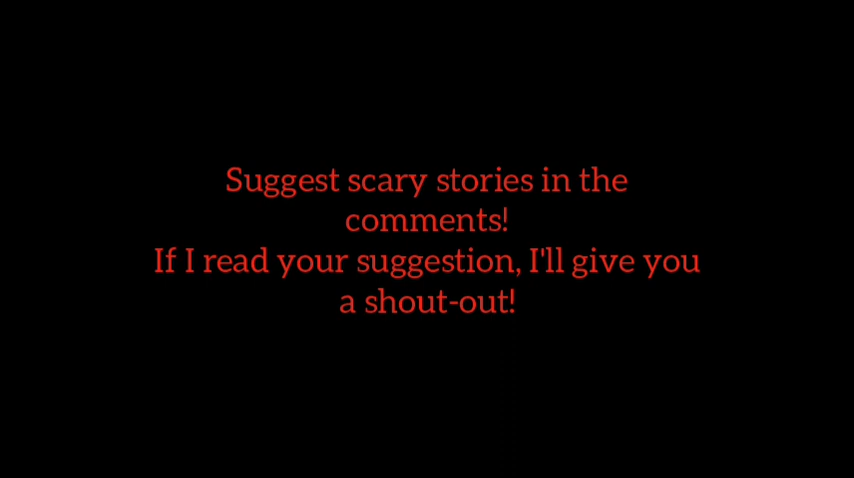 Suggest scary stories in the
comments!
If I read your suggestion, I'll give you
a shout-out!